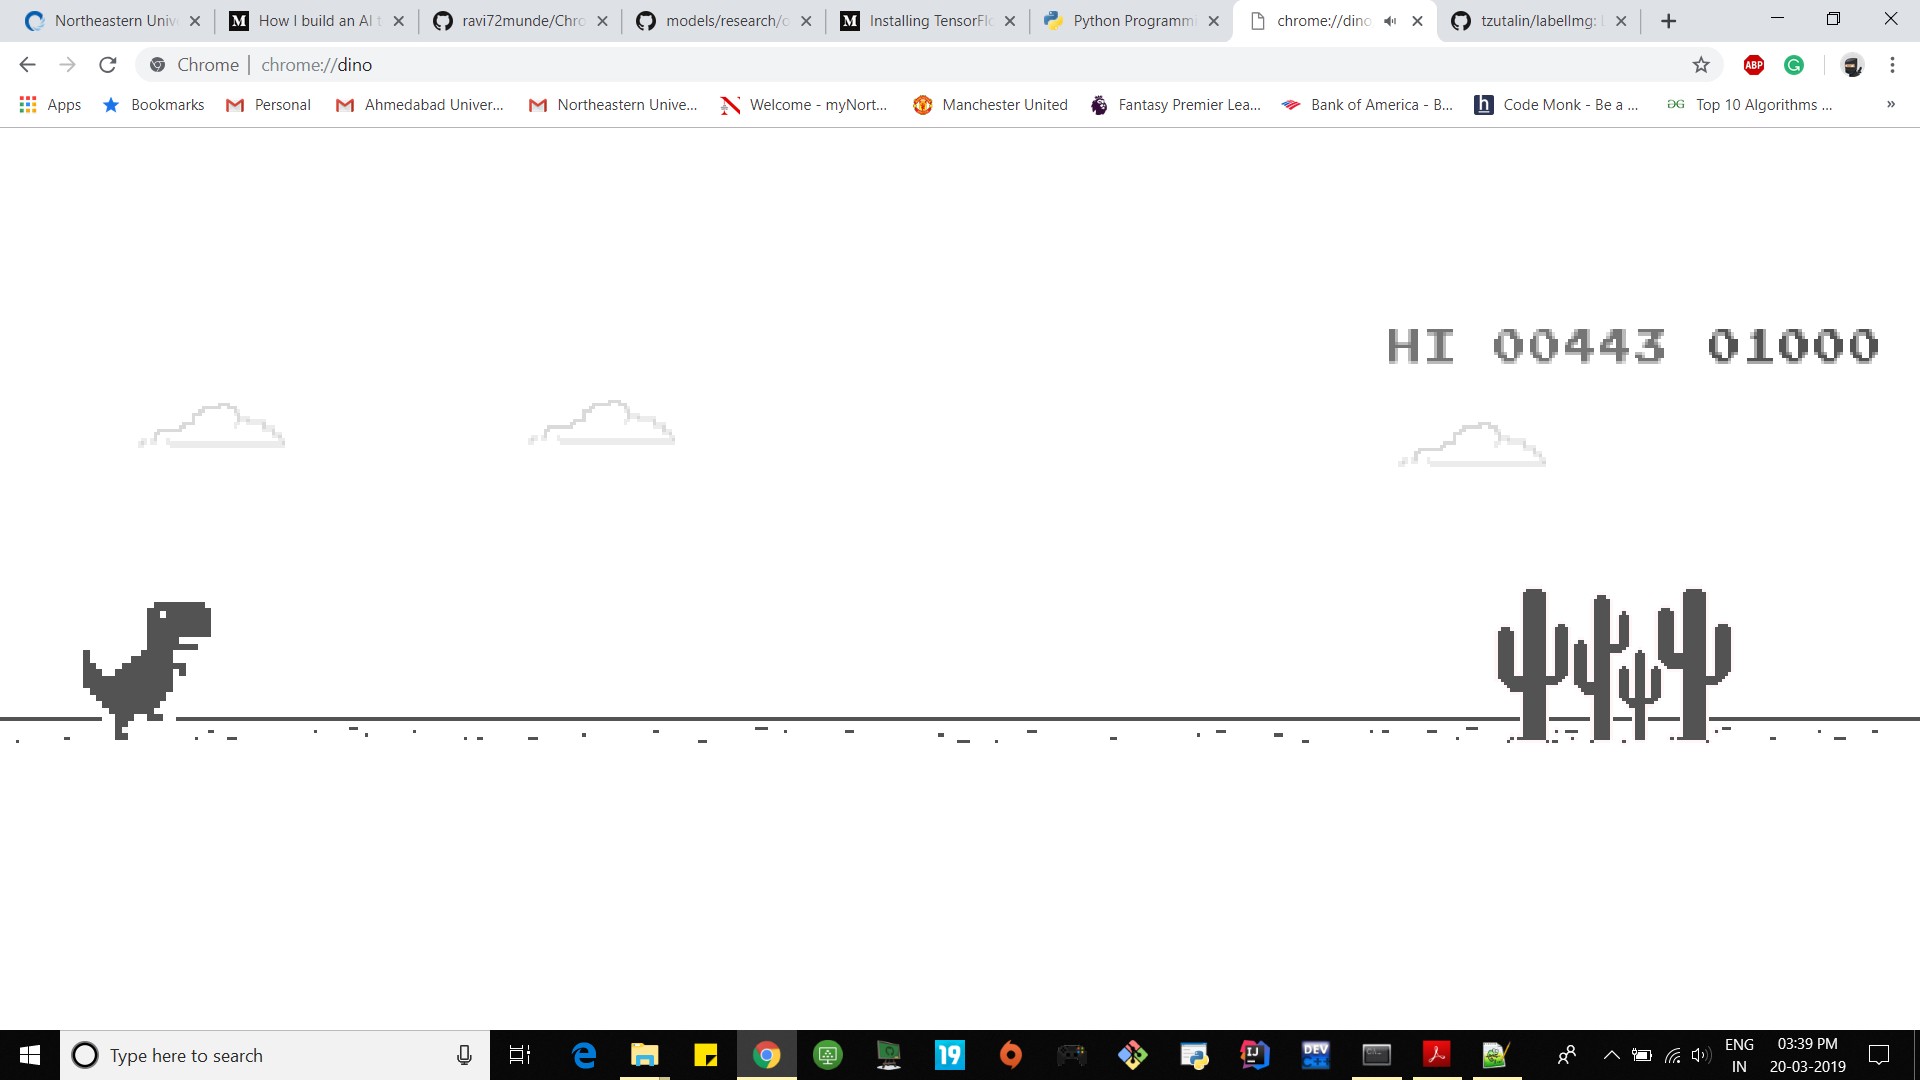 Northeastern Univ
How I build an AI t
ravi72munde/Chro
models/research/o
Installing TensorFlo
Python Programmi
chrome://dino
tzutalin/labelImg:
Chrome | chrome://dino
ABP
Apps
Bookmarks
Personal
Ahmedabad Univer...
Northeastern Unive...
Welcome - myNort...
Manchester United
Fantasy Premier Lea...
Bank of America - B...
Code Monk - Be a ...
Top 10 Algorithms ...
»
HI 00443 01000
Type here to search
19
IJ
DEV
ENG
IN
03:39 PM
20-03-2019